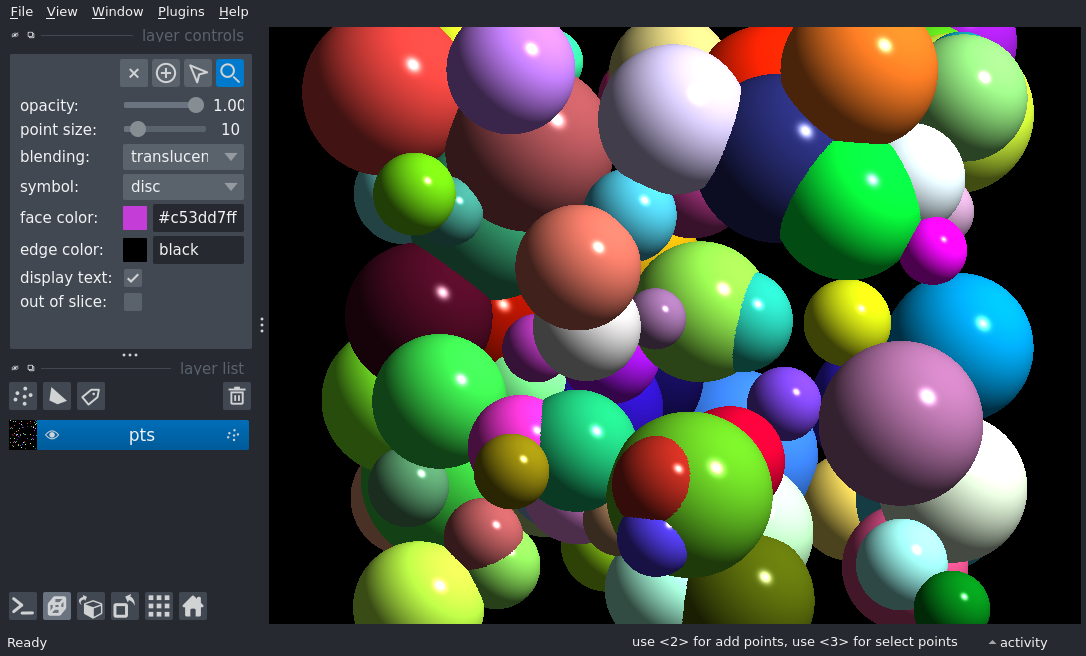 File View Window Plugins Help
layer controls
opacity: 1.00
point size: 10
blending: translucen
symbol: disc
face color: #c53dd7ff
edge color: black
display text:
out of slice:
layer list
pts
Ready
use <2> for add points, use <3> for select points
activity